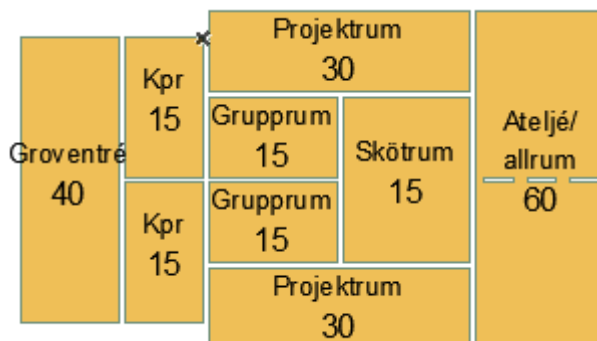 Groventré
40
Kpr
15
Kpr
15
Projektrum
30
Grupprum
15
Grupprum
15
Skötrum
15
Projektrum
30
Ateljé/
allrum
60